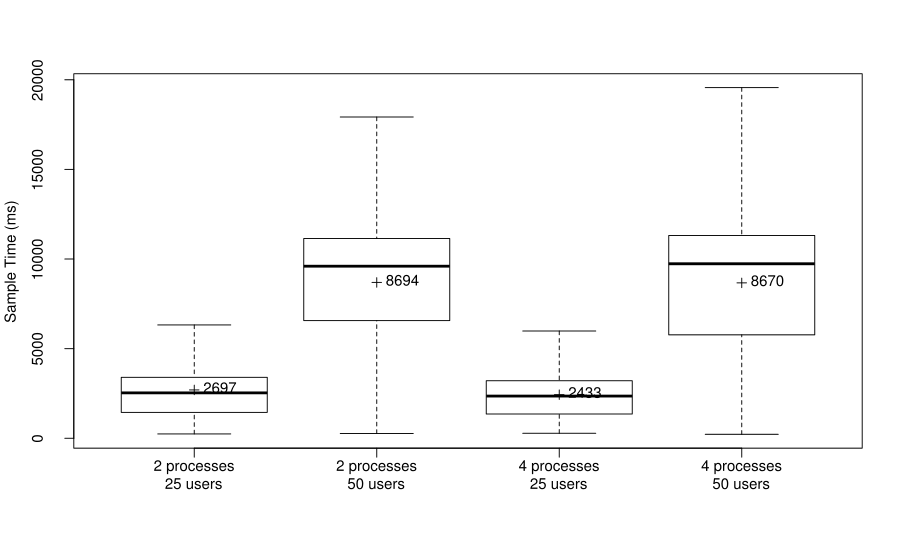 20000
15000
10000
5000
0
Sample Time (ms)
2697
8694
2433
8670
2 processes
25 users
2 processes
50 users
4 processes
25 users
4 processes
50 users